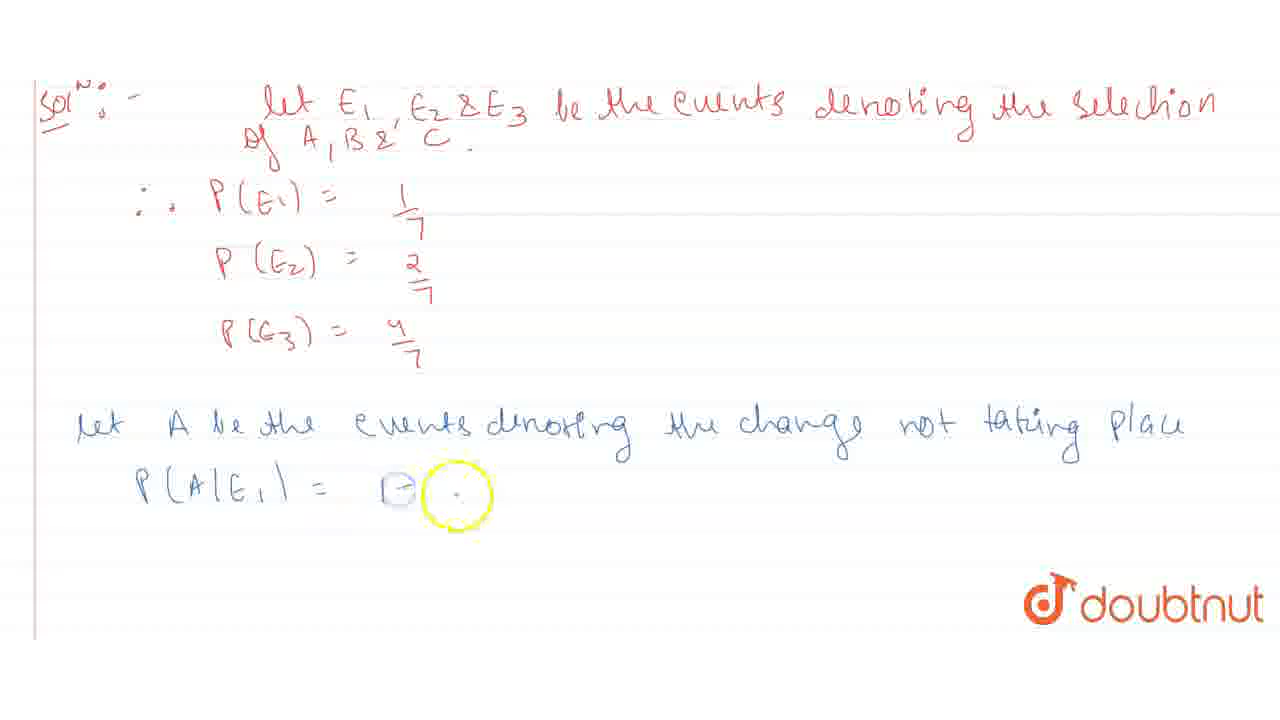 Solⁿ:- let E1, E2 & E3 be the events denoting the selection
of A, B & C.
∴ P(E1) = 1/7
P(E2) = 2/7
P(E3) = 4/7
let A be the events denoting the change not taking place
P(A|E1) = 1-
doubtnut